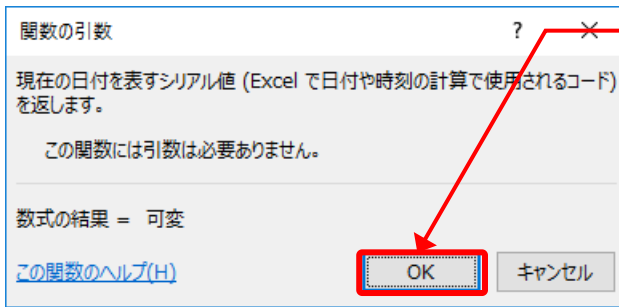 関数の引数 ? ×
現在の日付を表すシリアル値 (Excel で日付や時刻の計算で使用されるコード)
を返します。
この関数には引数は必要ありません。
数式の結果 = 可変
この関数のヘルプ(H) OK キャンセル